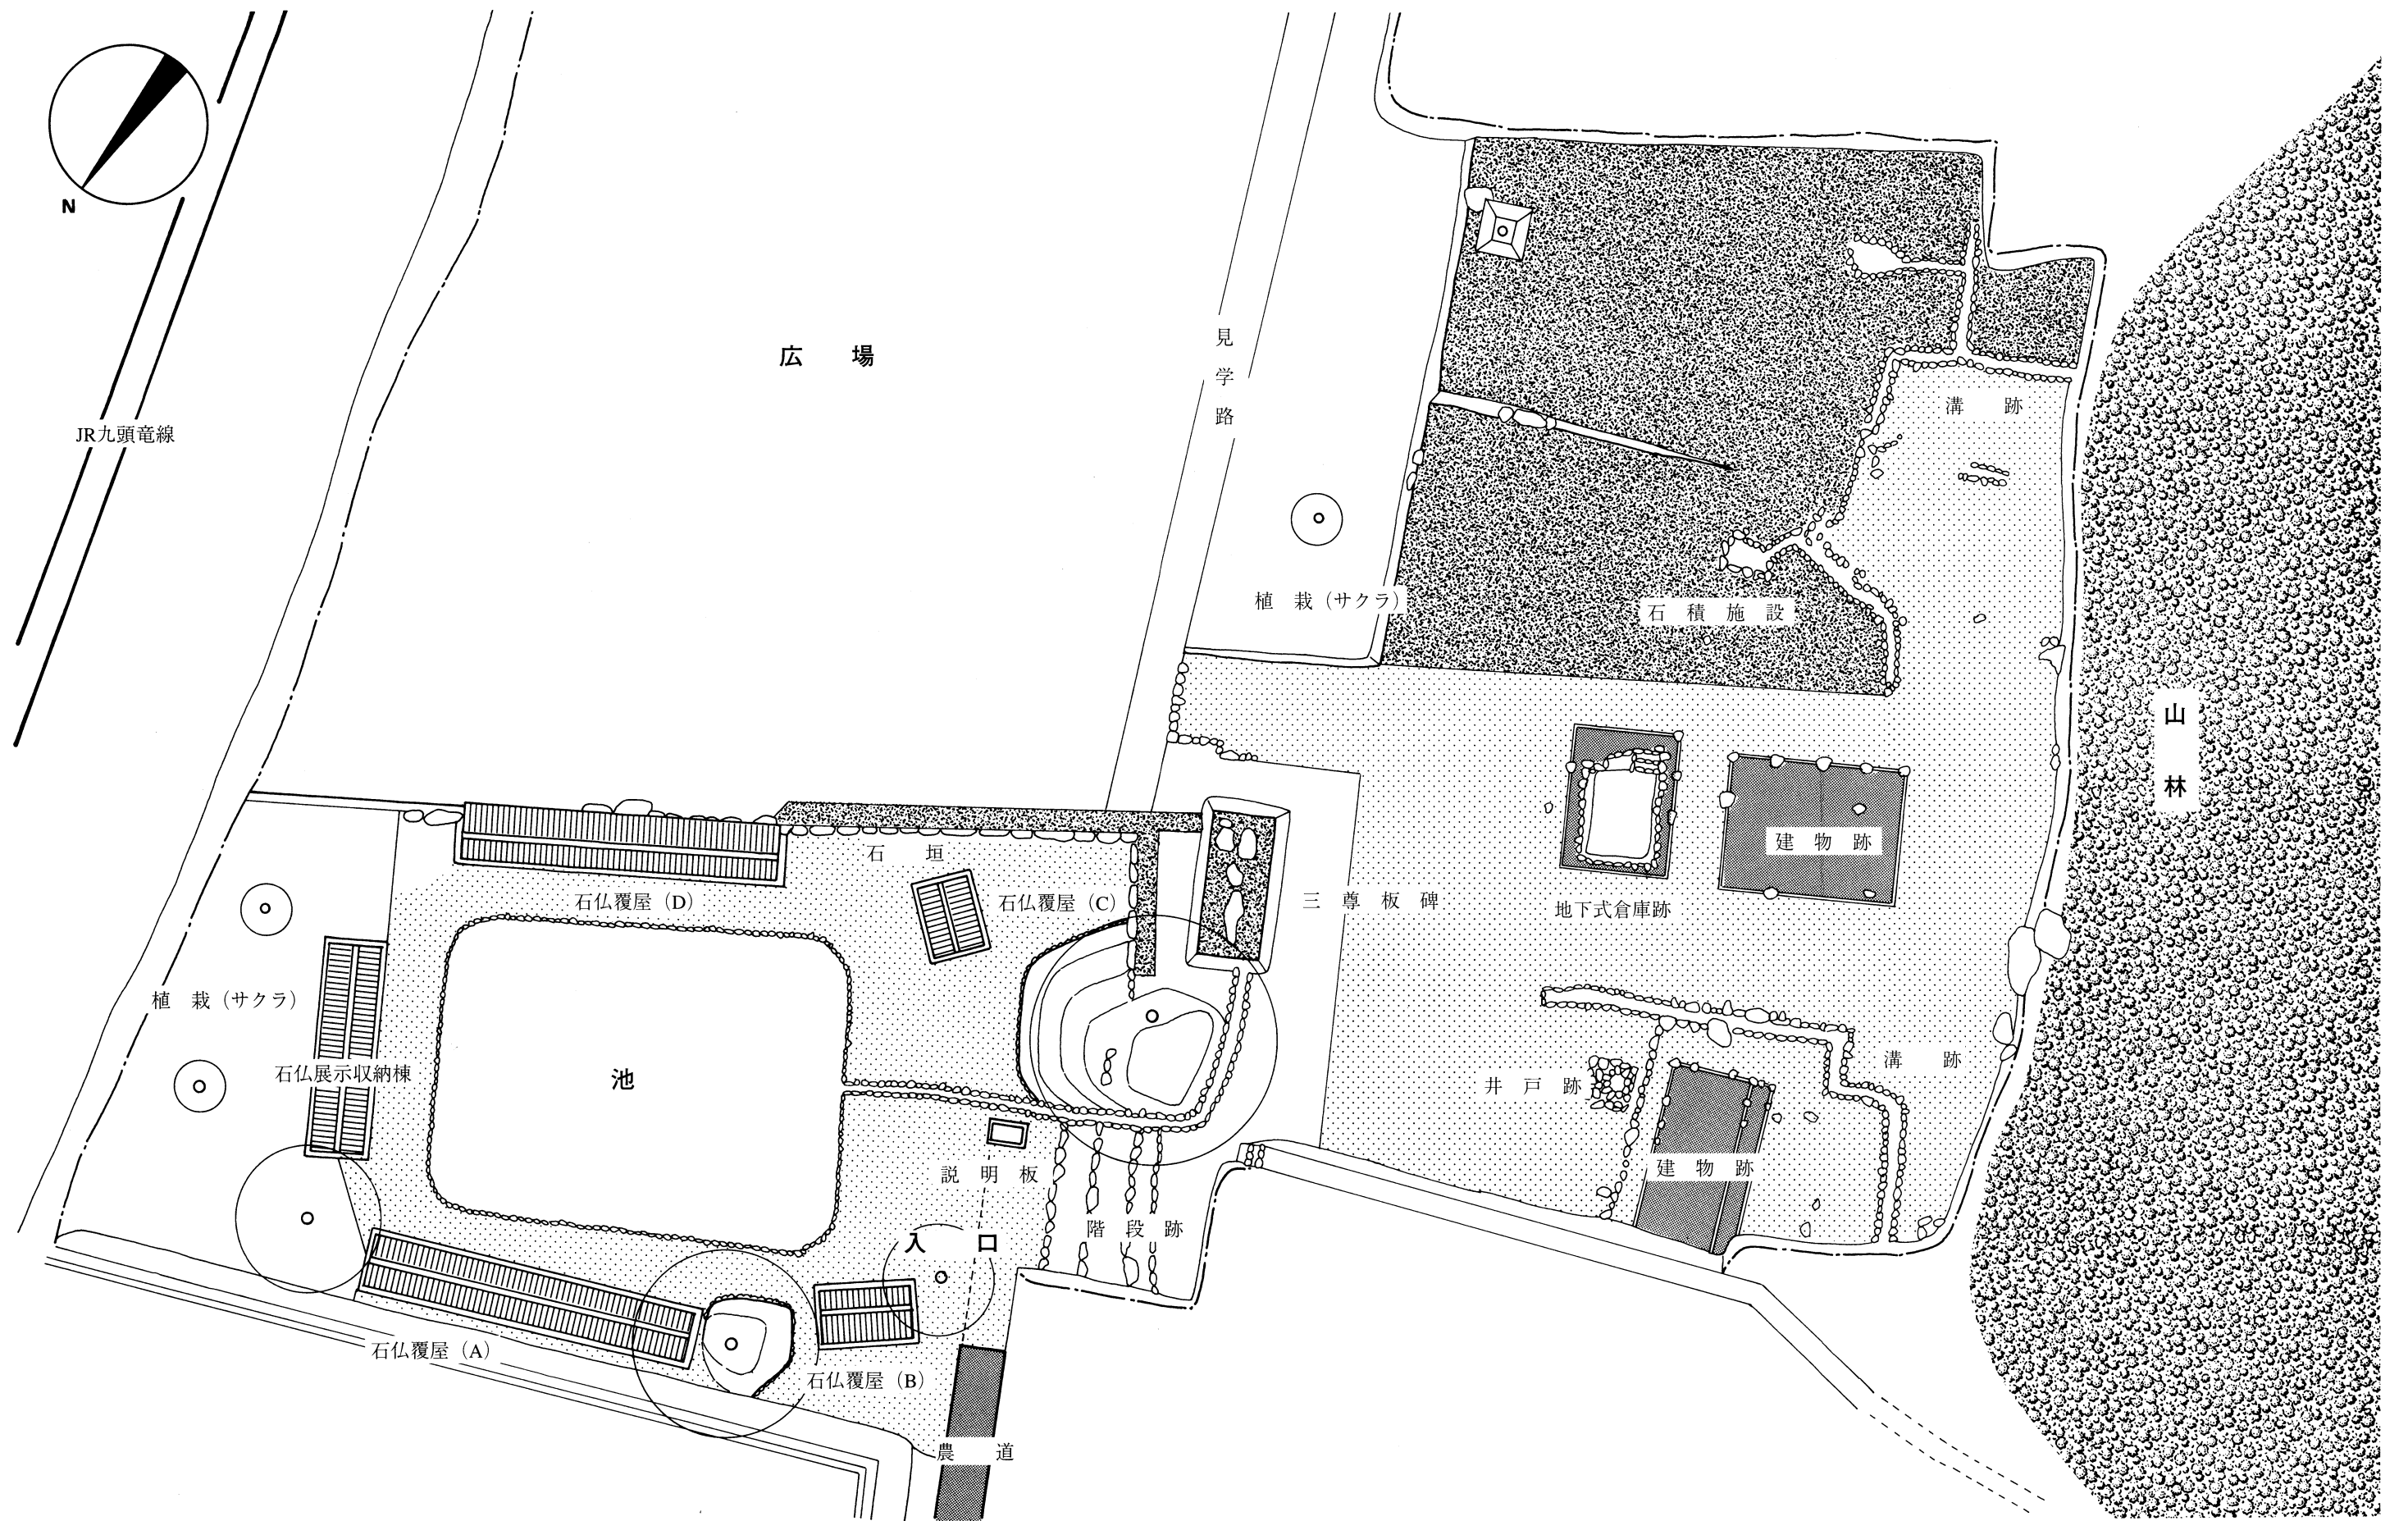 N
JR九頭竜線
広場
見学路
植栽（サクラ）
溝跡
石積施設
山林
建物跡
地下式倉庫跡
三尊板碑
石垣
石仏覆屋（D）
石仏覆屋（C）
植栽（サクラ）
石仏展示収納棟
池
溝跡
井戸跡
建物跡
説明板
階段跡
入口
石仏覆屋（A）
石仏覆屋（B）
農道